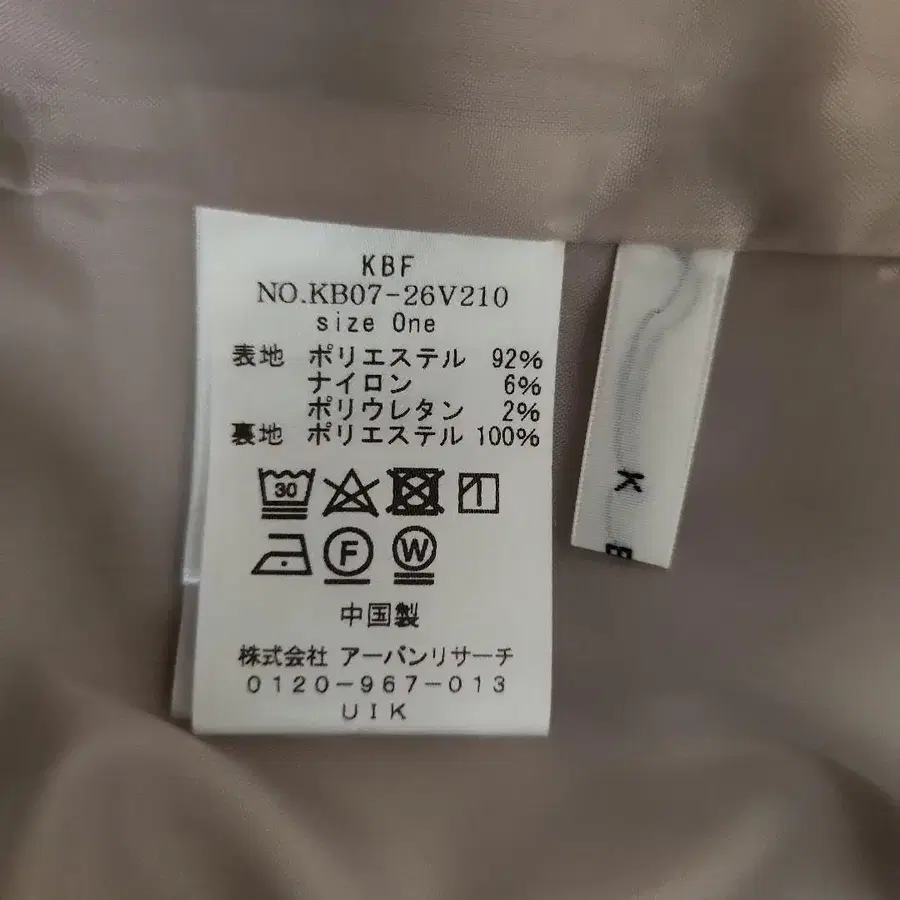 KBF
NO.KB07-26V210
size One
表地 ポリエステル 92%
ナイロン 6%
ポリウレタン 2%
裏地 ポリエステル 100%
30
F W
中国製
株式会社 アーバンリサーチ
0120-967-013
UIK
K
B